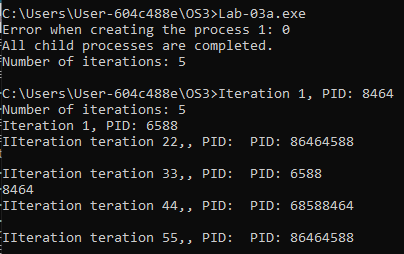 C:\Users\User-604c488e\OS3>Lab-03a.exe
Error when creating the process 1: 0
All child processes are completed.
Number of iterations: 5
C:\Users\User-604c488e\OS3>Iteration 1, PID: 8464
Number of iterations: 5
Iteration 1, PID: 6588
IIteration teration 22,, PID:  PID: 86464588
IIteration teration 33,, PID:  PID: 6588
8464
IIteration teration 44,, PID:  PID: 68588464
IIteration teration 55,, PID:  PID: 86464588